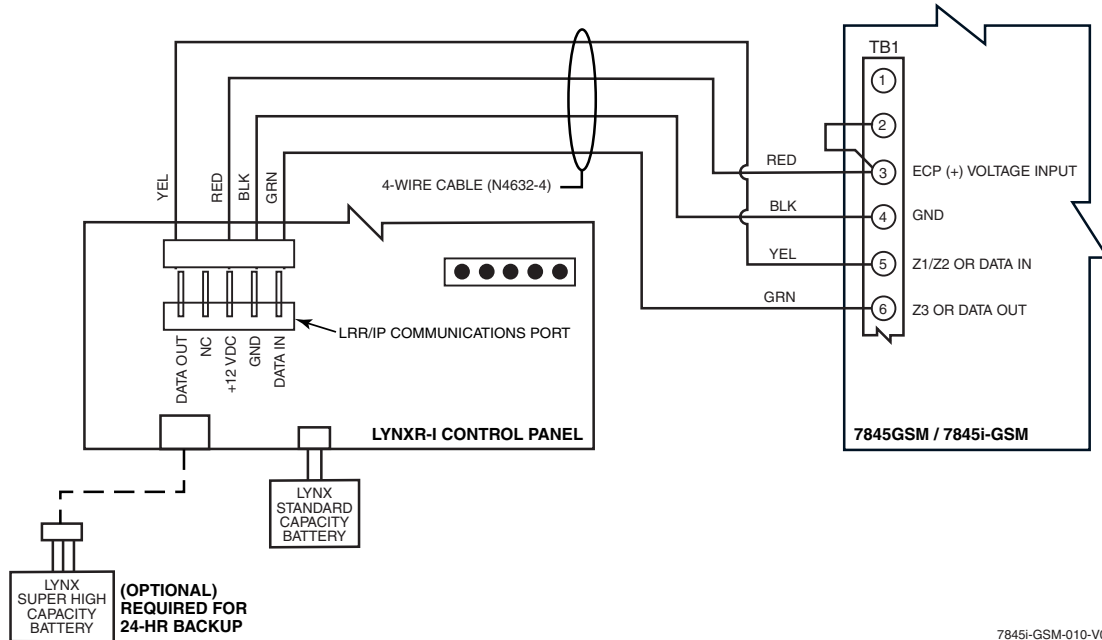 TB1
1
2
3
4
5
6
RED
BLK
YEL
GRN
ECP (+) VOLTAGE INPUT
GND
Z1/Z2 OR DATA IN
Z3 OR DATA OUT
7845GSM / 7845i-GSM
4-WIRE CABLE (N4632-4)
YEL
RED
BLK
GRN
LRR/IP COMMUNICATIONS PORT
DATA OUT
NC
+12 VDC
GND
DATA IN
LYNXR-I CONTROL PANEL
LYNX
STANDARD
CAPACITY
BATTERY
LYNX
SUPER HIGH
CAPACITY
BATTERY
(OPTIONAL)
REQUIRED FOR
24-HR BACKUP